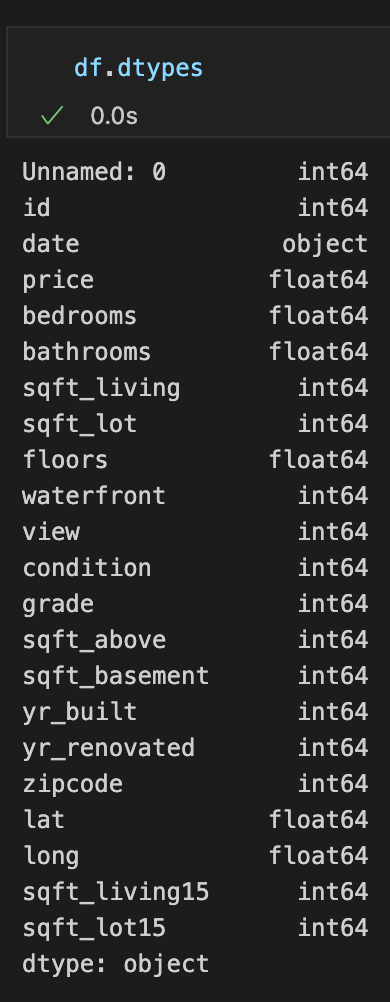 df.dtypes
✓ 0.0s
Unnamed: 0 int64
id int64
date object
price float64
bedrooms float64
bathrooms float64
sqft_living int64
sqft_lot int64
floors float64
waterfront int64
view int64
condition int64
grade int64
sqft_above int64
sqft_basement int64
yr_built int64
yr_renovated int64
zipcode int64
lat float64
long float64
sqft_living15 int64
sqft_lot15 int64
dtype: object